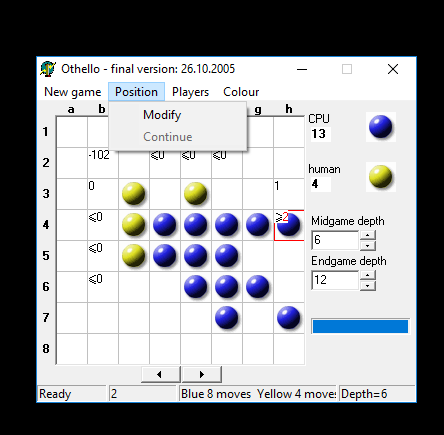 Othello - final version: 26.10.2005
New game Position Players Colour
Modify
Continue
a b g h
1
2 -102 ⩽0 ⩽0 ⩽0
3 0 1
4 ⩽0 ⩾2
5 ⩽0
6 ⩽0
7
8
CPU
13
human
4
Midgame depth
6
Endgame depth
12
Ready 2 Blue 8 moves Yellow 4 moves Depth=6